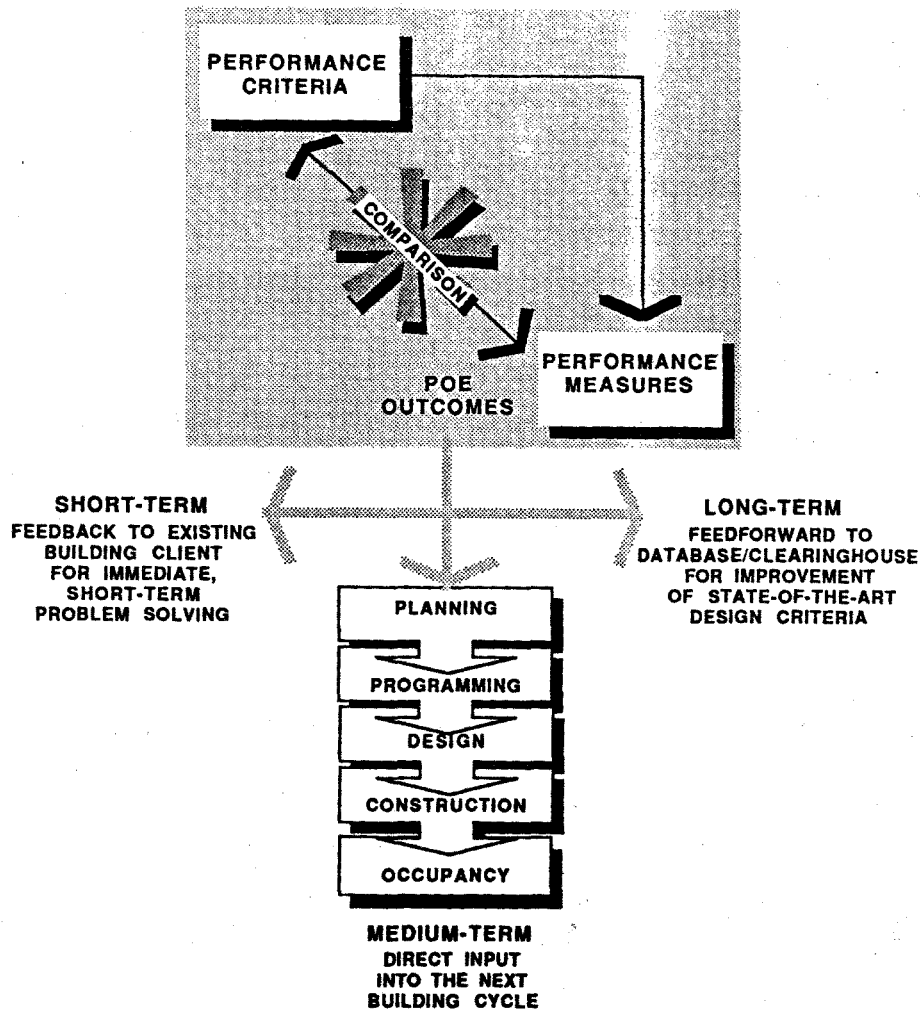 PERFORMANCE
CRITERIA
COMPARISON
PERFORMANCE
MEASURES
POE
OUTCOMES
SHORT-TERM
FEEDBACK TO EXISTING
BUILDING CLIENT
FOR IMMEDIATE,
SHORT-TERM
PROBLEM SOLVING
LONG-TERM
FEEDFORWARD TO
DATABASE/CLEARINGHOUSE
FOR IMPROVEMENT
OF STATE-OF-THE-ART
DESIGN CRITERIA
PLANNING
PROGRAMMING
DESIGN
CONSTRUCTION
OCCUPANCY
MEDIUM-TERM
DIRECT INPUT
INTO THE NEXT
BUILDING CYCLE